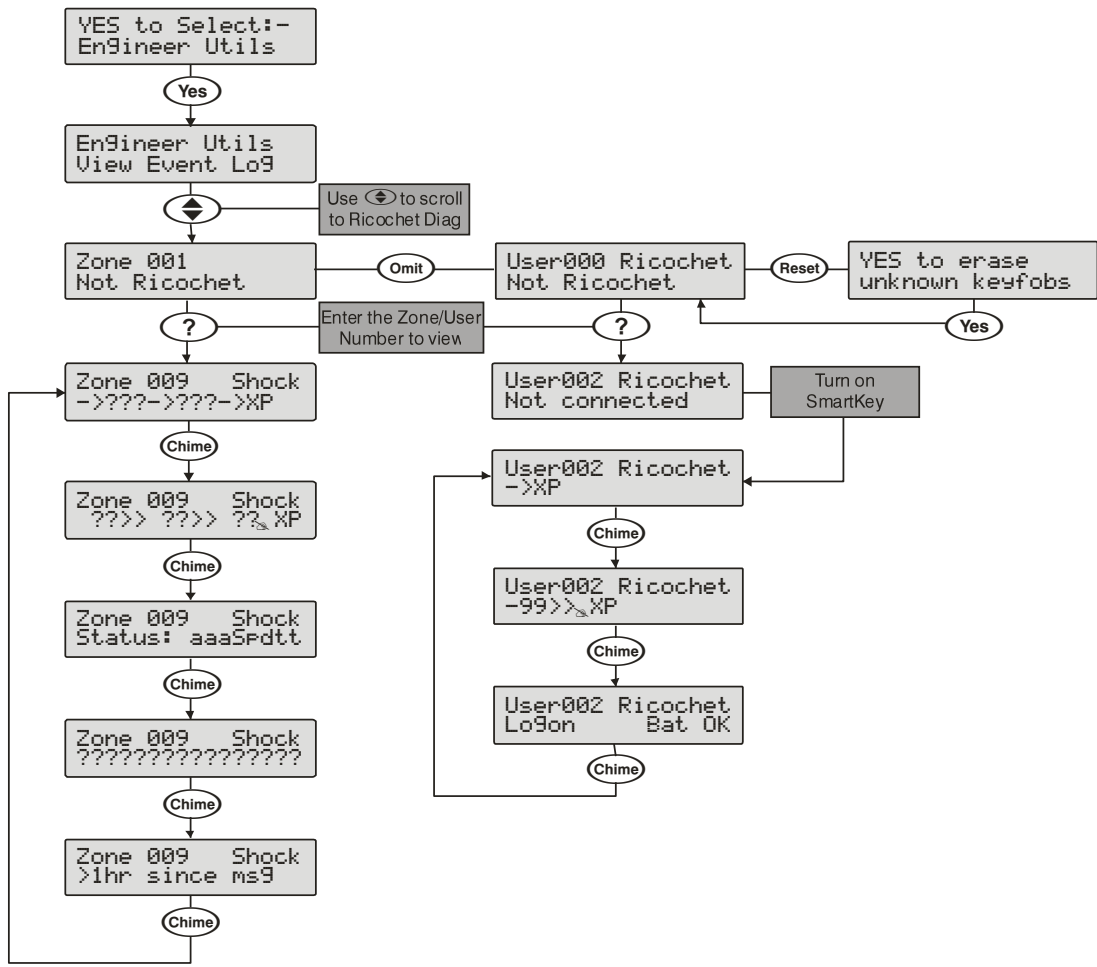 YES to Select:-
Engineer Utils
Yes
Engineer Utils
View Event Log
Use to scroll
to Ricochet Diag
Zone 001
Not Ricochet
Omit
User000 Ricochet
Not Ricochet
Reset
YES to erase
unknown keyfobs
Yes
?
Enter the Zone/User
Number to view
?
Zone 009 Shock
->???->???->XP
Chime
Zone 009 Shock
??>> ??>> ?? XP
Chime
Zone 009 Shock
Status: aaaSpdtt
Chime
Zone 009 Shock
????????????????
Chime
Zone 009 Shock
>1hr since msg
Chime
User002 Ricochet
Not connected
Turn on
SmartKey
User002 Ricochet
->XP
Chime
User002 Ricochet
-99>> XP
Chime
User002 Ricochet
Logon Bat OK
Chime